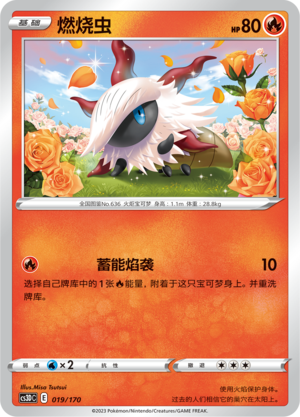 基础
燃烧虫
HP80
全国图鉴No.636 火炬宝可梦 身高:1.1m 体重:28.8kg
蓄能焰袭 10
选择自己牌库中的1张能量,附着于这只宝可梦身上。并重洗
牌库。
弱点 ×2 抵抗力 撤退
Illus.Misa Tsutsui
CS3DC E 019/170
使用火焰保护身体。
过去的人们相信它的巢穴在太阳上。
©2023 Pokémon/Nintendo/Creatures/GAME FREAK.